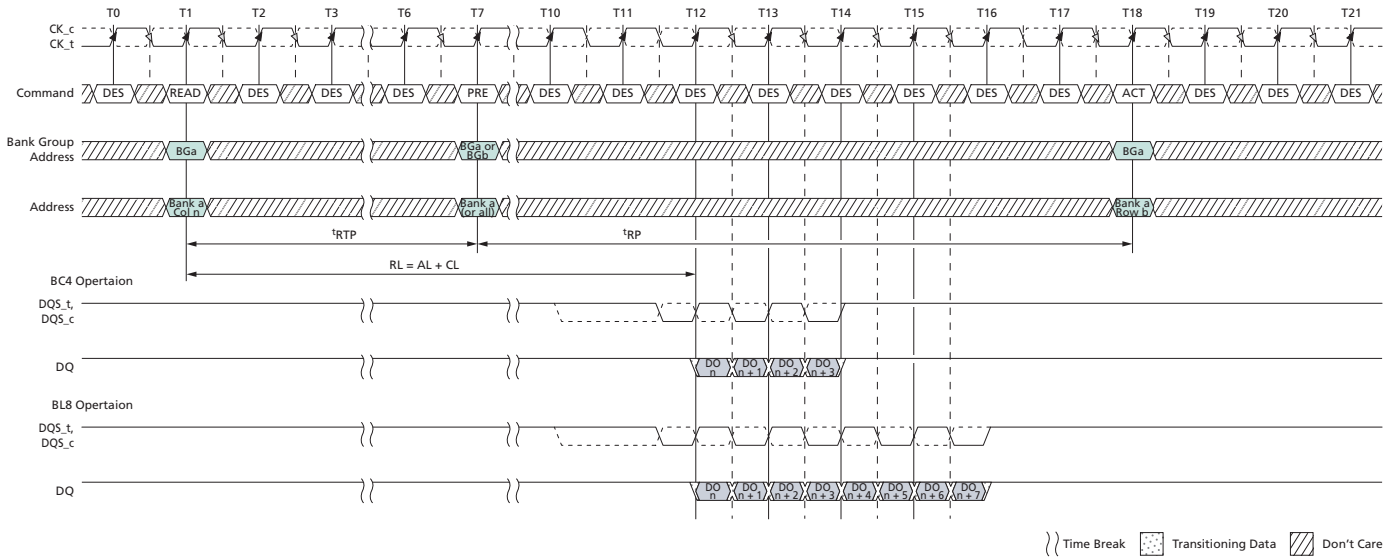 T0 T1 T2 T3 T6 T7 T10 T11 T12 T13 T14 T15 T16 T17 T18 T19 T20 T21
CK_c
CK_t
Command DES READ DES DES DES PRE DES DES DES DES DES DES DES DES ACT DES DES DES
Bank Group
Address
BGa
BGa or
BGb
BGa
Address
Bank a
Col n
Bank a
(or all)
Bank a
Row b
tRTP tRP
RL = AL + CL
BC4 Opertaion
DQS_t,
DQS_c
DQ
DO
n
DO
n + 1
DO
n + 2
DO
n + 3
BL8 Opertaion
DQS_t,
DQS_c
DQ
DO
n
DO
n + 1
DO
n + 2
DO
n + 3
DO
n + 4
DO
n + 5
DO
n + 6
DO
n + 7
Time Break Transitioning Data Don't Care